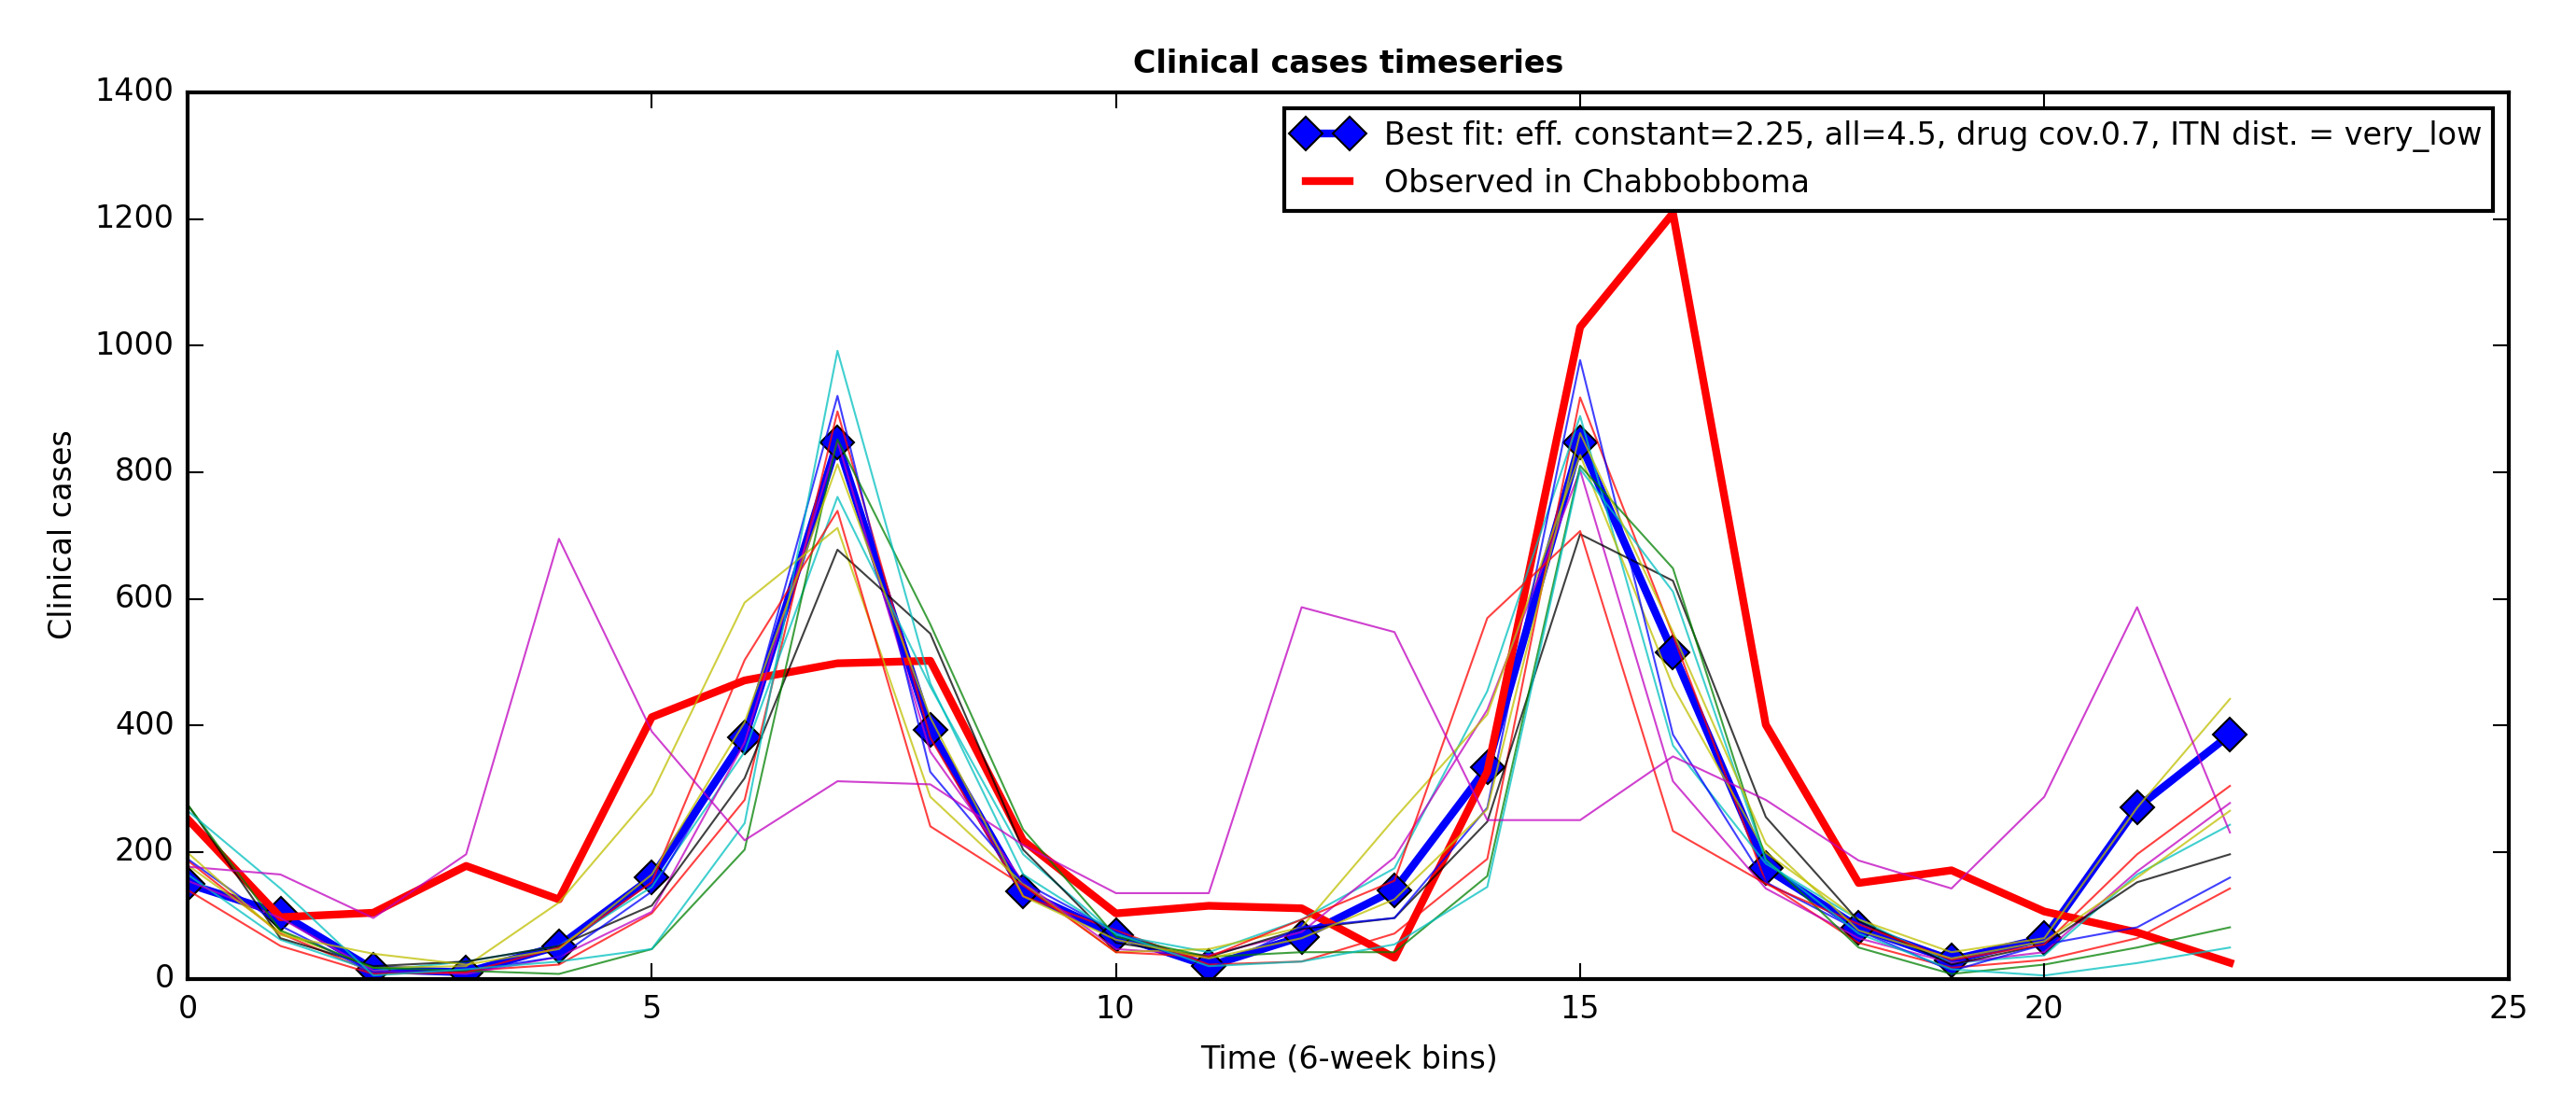 Clinical cases timeseries
1400
1200
1000
800
600
400
200
0
Clinical cases
Best fit: eff. constant=2.25, all=4.5, drug cov.0.7, ITN dist. = very_low
Observed in Chabbobboma
0 5 10 15 20 25
Time (6-week bins)